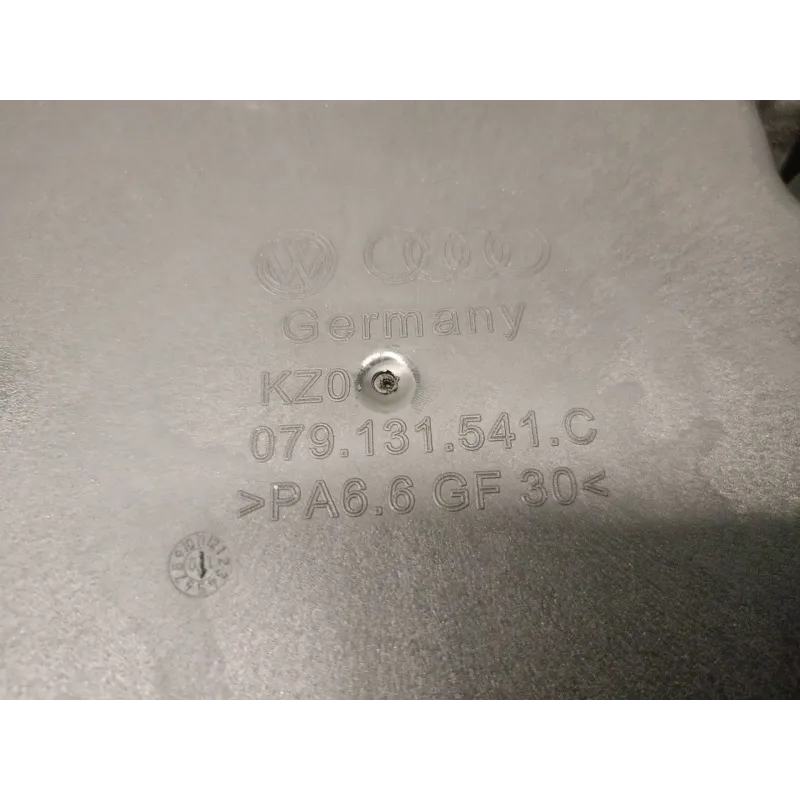 Germany
KZ0
079.131.541.C
>PA6.6 GF 30<